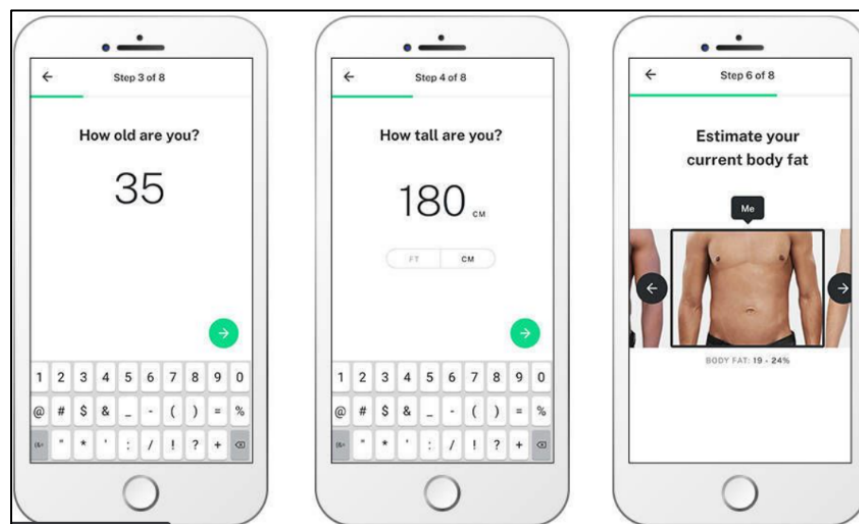 Step 3 of 8
How old are you?
35
1 2 3 4 5 6 7 8 9 0
@ # $ & _ - ( ) = %
" * ' : / ! ? +
Step 4 of 8
How tall are you?
180 CM
FT CM
1 2 3 4 5 6 7 8 9 0
@ # $ & _ - ( ) = %
" * ' : / ! ? +
Step 6 of 8
Estimate your
current body fat
Me
BODY FAT: 19 - 24%